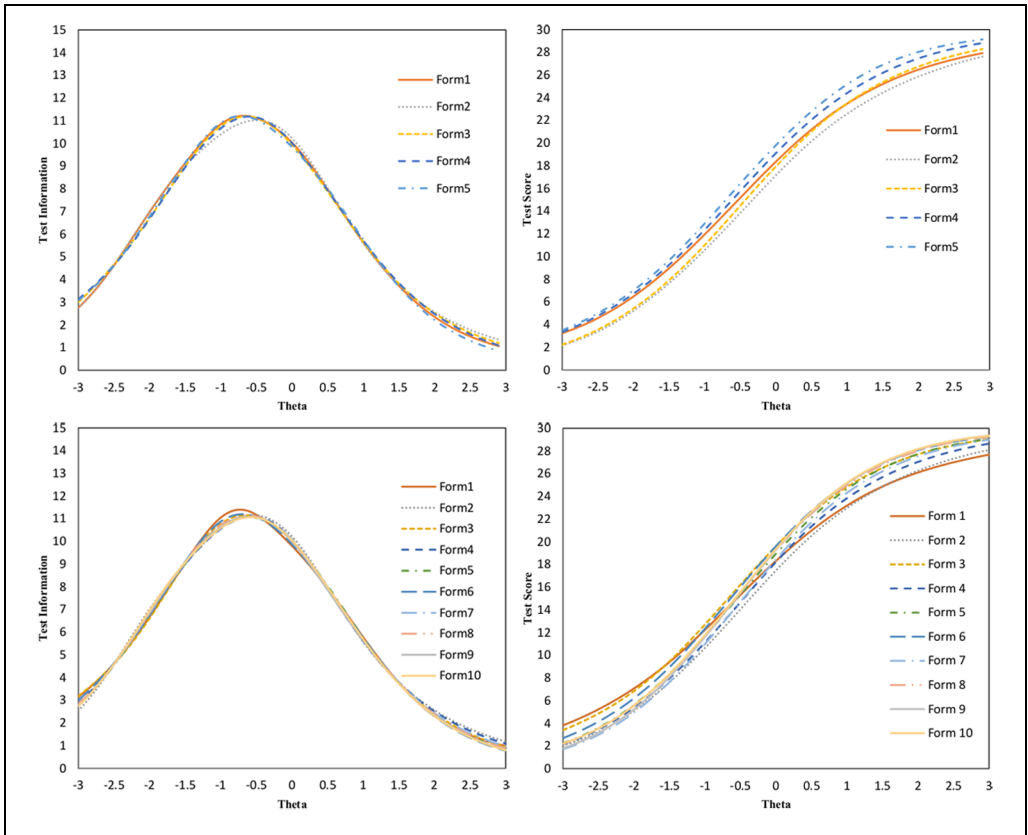 15
14
13
12
11
10
9
8
7
6
5
4
3
2
1
0
Test Information
-3 -2.5 -2 -1.5 -1 -0.5 0 0.5 1 1.5 2 2.5 3
Theta
Form1
Form2
Form3
Form4
Form5
30
28
26
24
22
20
18
16
14
12
10
8
6
4
2
0
Test Score
-3 -2.5 -2 -1.5 -1 -0.5 0 0.5 1 1.5 2 2.5 3
Theta
Form1
Form2
Form3
Form4
Form5
15
14
13
12
11
10
9
8
7
6
5
4
3
2
1
0
Test Information
-3 -2.5 -2 -1.5 -1 -0.5 0 0.5 1 1.5 2 2.5 3
Theta
Form1
Form2
Form3
Form4
Form5
Form6
Form7
Form8
Form9
Form10
30
28
26
24
22
20
18
16
14
12
10
8
6
4
2
0
Test Score
-3 -2.5 -2 -1.5 -1 -0.5 0 0.5 1 1.5 2 2.5 3
Theta
Form 1
Form 2
Form 3
Form 4
Form 5
Form 6
Form 7
Form 8
Form 9
Form 10